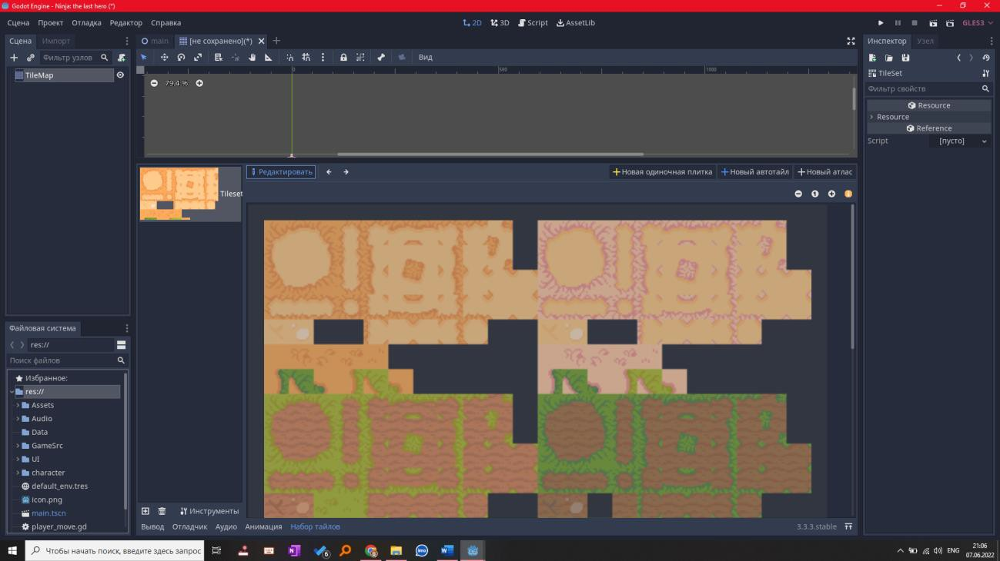 Godot Engine - Ninja: the last hero (*)
Сцена Проект Отладка Редактор Справка
2D 3D Script AssetLib
GLES3
Сцена Импорт
main [не сохранено](*)
Инспектор Узел
Фильтр узлов
Вид
TileMap
79.4 %
0 500 1000
TileSet
Фильтр свойств
Resource
Resource
Reference
Script [пусто]
Редактировать
Новая одиночная плитка Новый автотайл Новый атлас
Tileset
Файловая система
res://
Поиск файлов
Избранное:
res://
Assets
Audio
Data
GameSrc
UI
character
default_env.tres
icon.png
main.tscn
player_move.gd
Инструменты
Вывод Отладчик Аудио Анимация Набор тайлов
3.3.3.stable
Чтобы начать поиск, введите здесь запрос
6
imo
ENG
21:06
07.06.2022